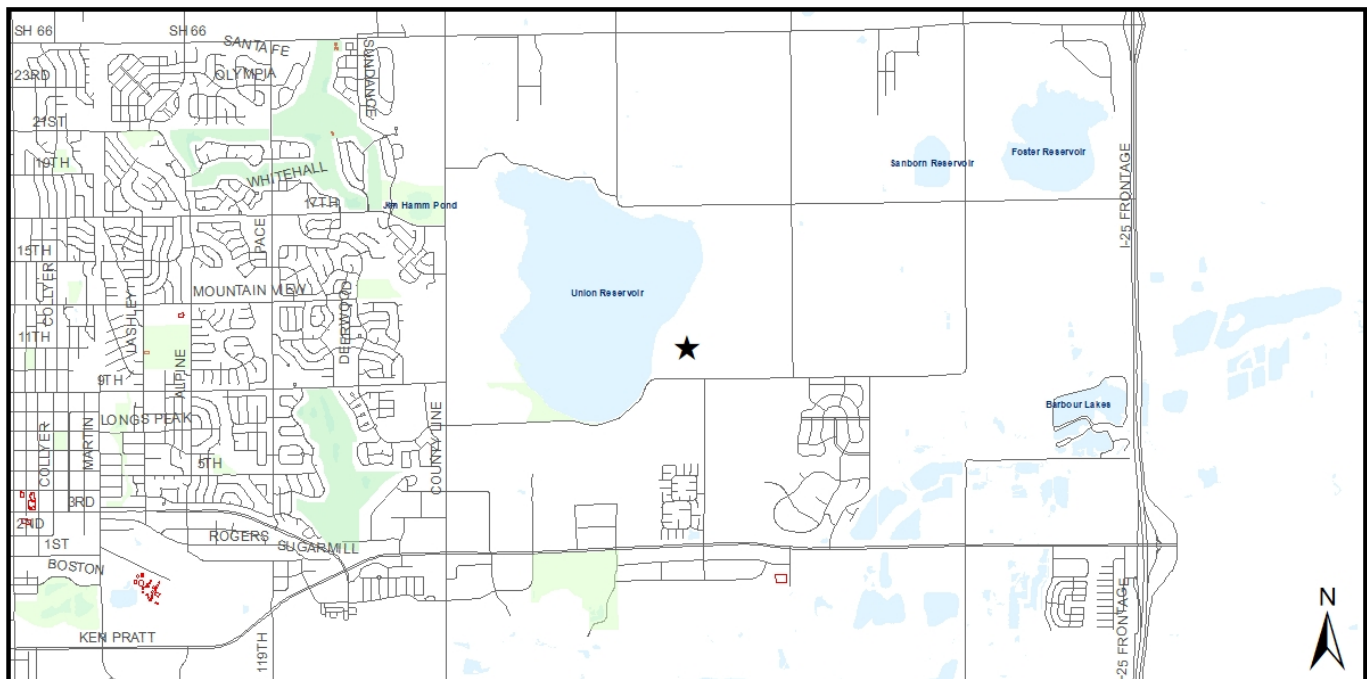 SH 66
SH 66
SANTA FE
SUNDANCE
23RD
OLYMPIA
21ST
19TH
WHITEHALL
17TH
Jim Hamm Pond
Sanborn Reservoir
Foster Reservoir
I-25 FRONTAGE
PACE
15TH
COLLYER
LASHLEY
MOUNTAIN VIEW
DEERWOOD
Union Reservoir
11TH
ALPINE
9TH
COUNTY LINE
LONGS PEAK
MARTIN
COLLYER
Barbour Lakes
5TH
3RD
2ND
ROGERS
1ST
SUGARMILL
BOSTON
KEN PRATT
119TH
I-25 FRONTAGE
N